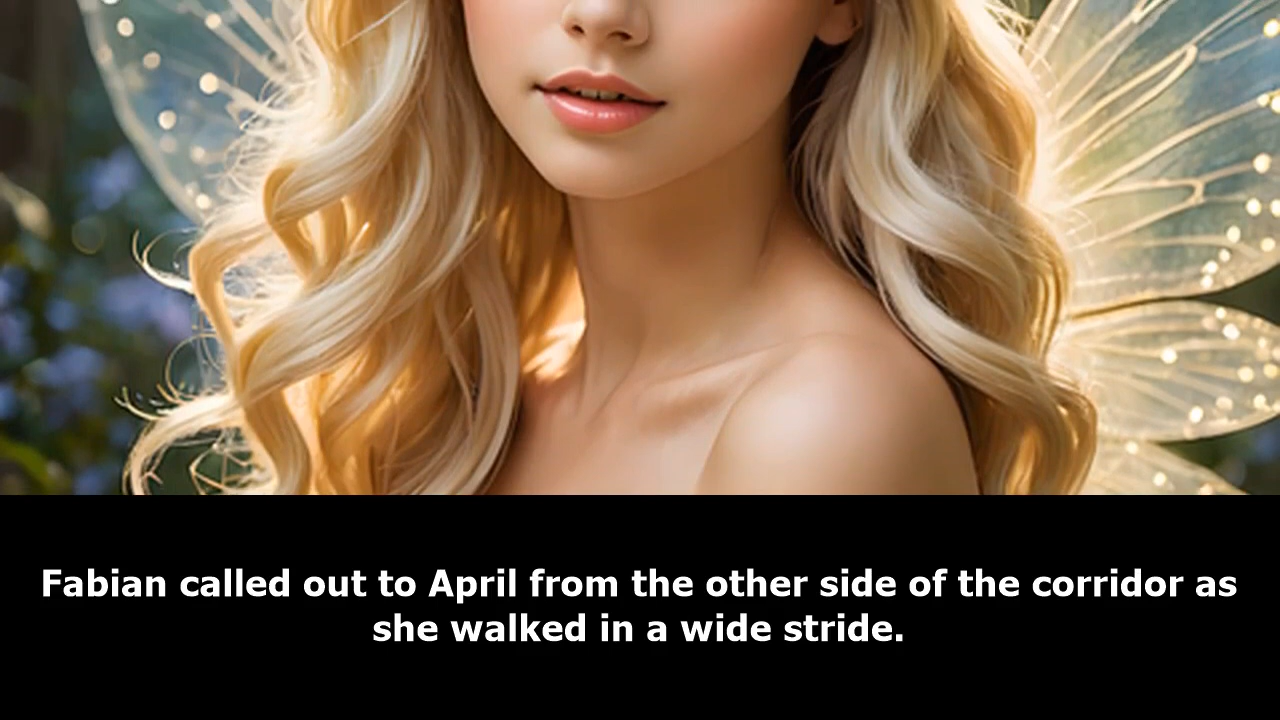 Fabian called out to April from the other side of the corridor as
she walked in a wide stride.